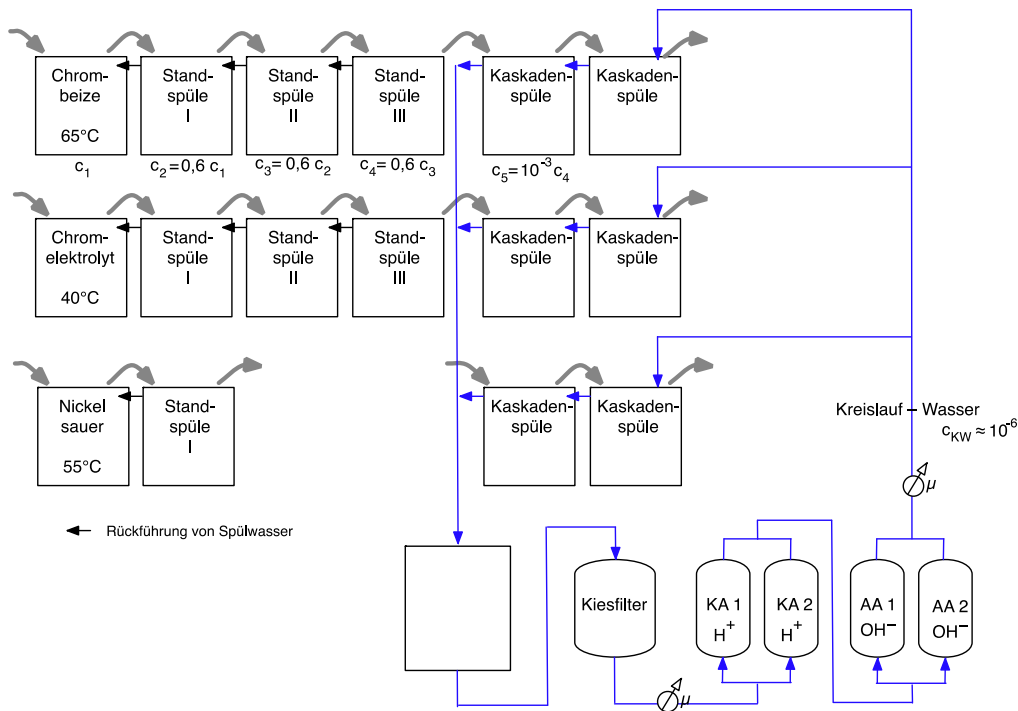 Chrom-
beize
65°C
c₁
Stand-
spüle
I
c₂=0,6 c₁
Stand-
spüle
II
c₃=0,6 c₂
Stand-
spüle
III
c₄=0,6 c₃
Kaskaden-
spüle
c₅=10⁻³c₄
Kaskaden-
spüle
Chrom-
elektrolyt
40°C
Stand-
spüle
I
Stand-
spüle
II
Stand-
spüle
III
Kaskaden-
spüle
Kaskaden-
spüle
Nickel
sauer
55°C
Stand-
spüle
I
Kaskaden-
spüle
Kaskaden-
spüle
Kreislauf – Wasser
c_KW ≈ 10⁻⁶
μ
Rückführung von Spülwasser
Kiesfilter
KA 1
H⁺
KA 2
H⁺
AA 1
OH⁻
AA 2
OH⁻
μ